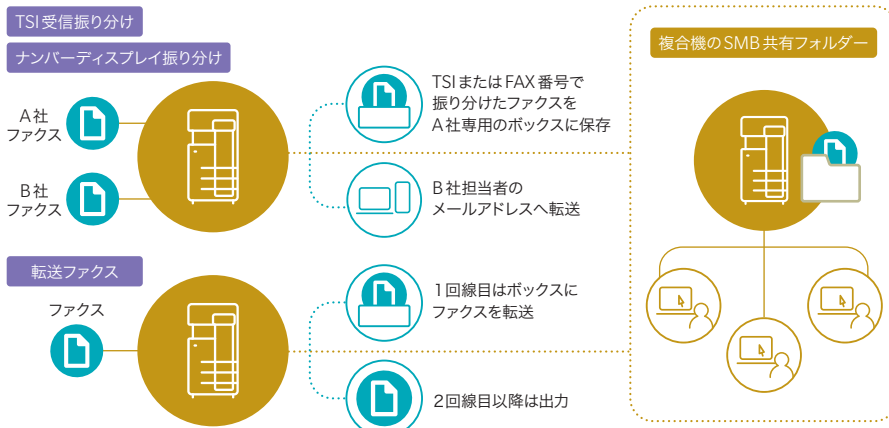 TSI受信振り分け
ナンバーディスプレイ振り分け
A社
ファクス
B社
ファクス
TSIまたはFAX番号で
振り分けたファクスを
A社専用のボックスに保存
B社担当者の
メールアドレスへ転送
転送ファクス
ファクス
1回線目はボックスに
ファクスを転送
2回線目以降は出力
複合機のSMB共有フォルダー